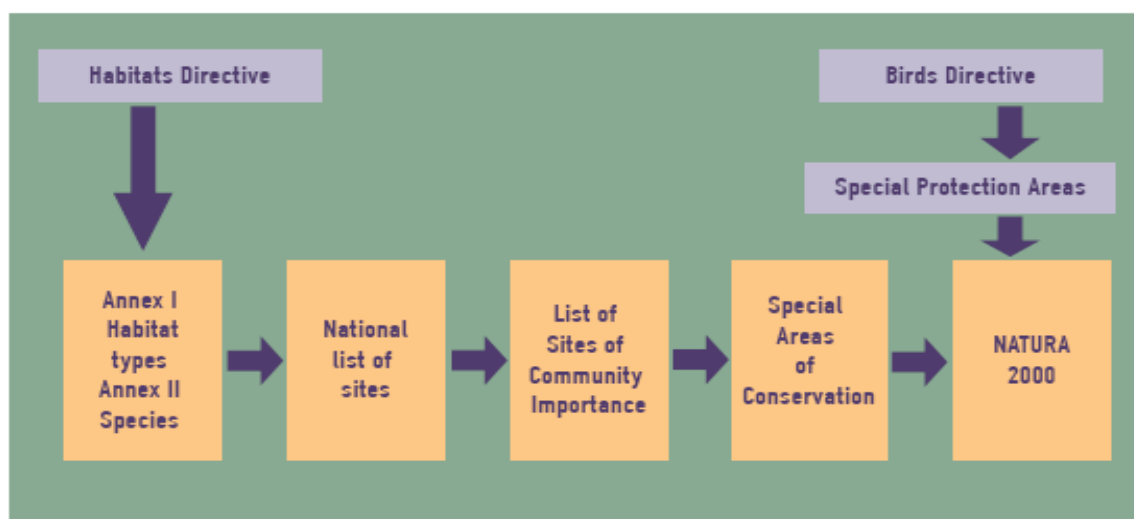 Habitats Directive
Birds Directive
Special Protection Areas
Annex I
Habitat
types
Annex II
Species
National
list of
sites
List of
Sites of
Community
Importance
Special
Areas
of
Conservation
NATURA
2000